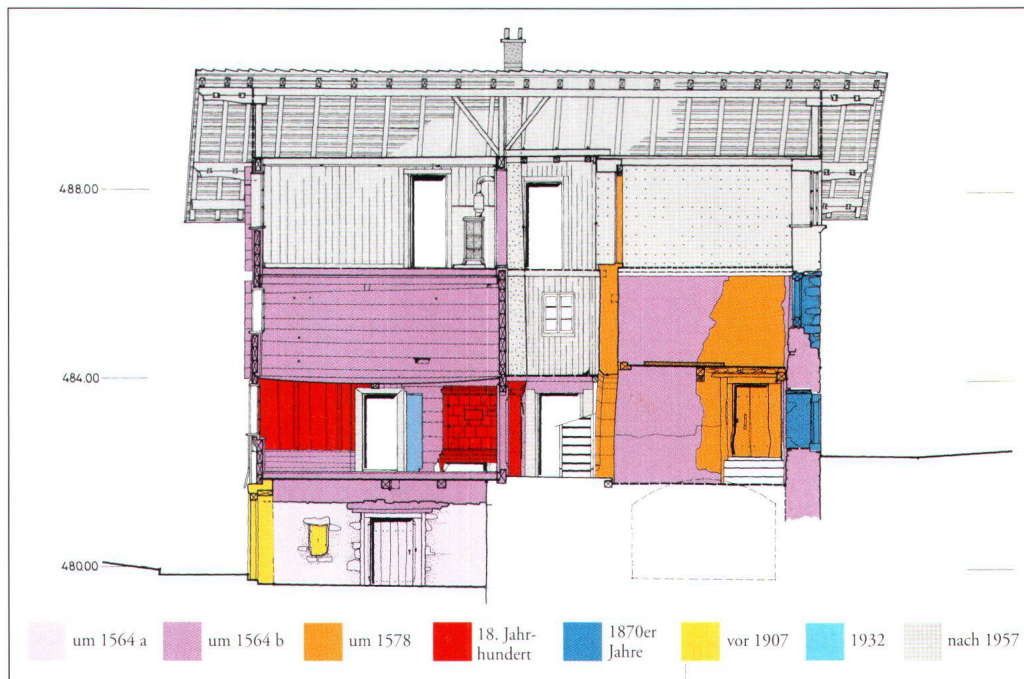 488.00
484.00
480.00
um 1564 a
um 1564 b
um 1578
18. Jahr-
hundert
1870er
Jahre
vor 1907
1932
nach 1957